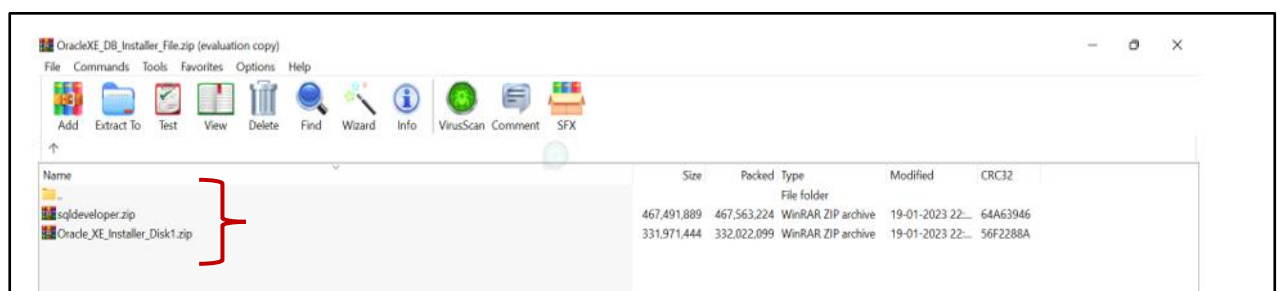 OracleXE_DB_Installer_File.zip (evaluation copy)
File Commands Tools Favorites Options Help
Add Extract To Test View Delete Find Wizard Info VirusScan Comment SFX
Name Size Packed Type Modified CRC32
.. File folder
sqldeveloper.zip 467,491,889 467,563,224 WinRAR ZIP archive 19-01-2023 22:... 64A63946
Oracle_XE_Installer_Disk1.zip 331,971,444 332,022,099 WinRAR ZIP archive 19-01-2023 22:... 56F2288A